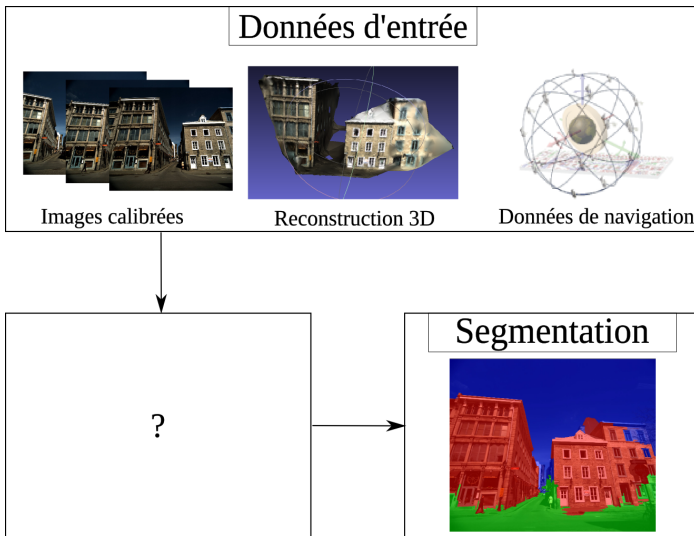 Données d'entrée
Images calibrées
Reconstruction 3D
Données de navigation
?
Segmentation